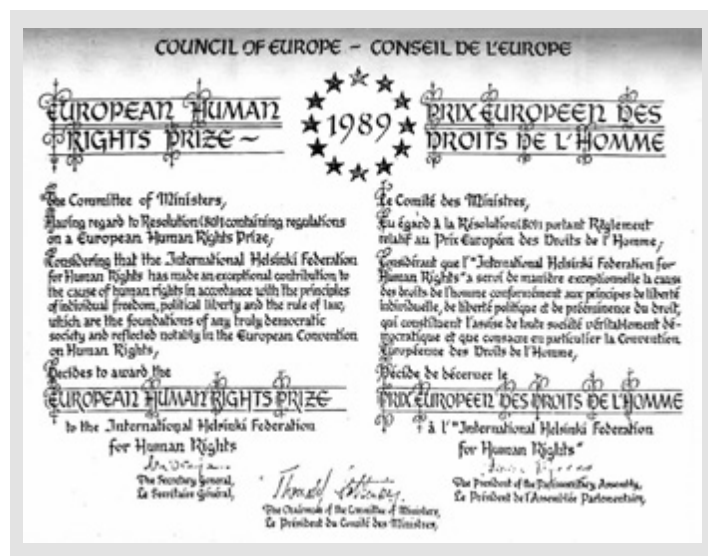 COUNCIL OF EUROPE – CONSEIL DE L'EUROPE
EUROPEAN HUMAN
RIGHTS PRIZE ~
1989
PRIX EUROPEEN DES
DROITS DE L'HOMME
The Committee of Ministers,
Having regard to Resolution (80)1 containing regulations
on a European Human Rights Prize,
Considering that the International Helsinki Federation
for Human Rights has made an exceptional contribution to
the cause of human rights in accordance with the principles
of individual freedom, political liberty and the rule of law,
which are the foundations of any truly democratic
society and reflected notably in the European Convention
on Human Rights,
Decides to award the
EUROPEAN HUMAN RIGHTS PRIZE
to the International Helsinki Federation
for Human Rights
The Secretary General,
Le Secrétaire Général,
Le Comité des Ministres,
Eu égard à la Résolution (80)1 portant Règlement
relatif au Prix Européen des Droits de l'Homme,
Considérant que l'"International Helsinki Federation for
Human Rights" a servi de manière exceptionnelle la cause
des droits de l'homme conformément aux principes de liberté
individuelle, de liberté politique et de prééminence du droit,
qui constituent l'assise de toute société véritablement dé-
mocratique et que consacre en particulier la Convention
Européenne des Droits de l'Homme,
Décide de décerner le
PRIX EUROPEEN DES DROITS DE L'HOMME
à l'"International Helsinki Federation
for Human Rights"
The President of the Parliamentary Assembly,
Le Président de l'Assemblée Parlementaire,
The Chairman of the Committee of Ministers,
Le Président du Comité des Ministres,